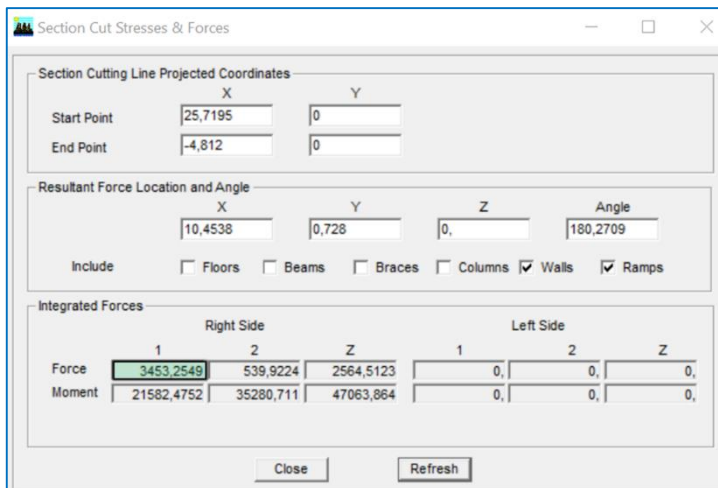 Section Cut Stresses & Forces
Section Cutting Line Projected Coordinates
X Y
Start Point 25,7195 0
End Point -4,812 0
Resultant Force Location and Angle
X Y Z Angle
10,4538 0,728 0, 180,2709
Include Floors Beams Braces Columns Walls Ramps
Integrated Forces
Right Side Left Side
1 2 Z 1 2 Z
Force 3453,2549 539,9224 2564,5123 0, 0, 0,
Moment 21582,4752 35280,711 47063,864 0, 0, 0,
Close Refresh